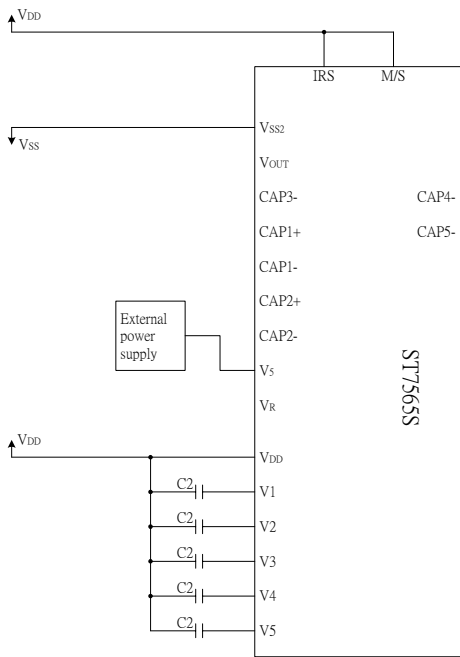 VDD
IRS M/S
VSS2
VSS
VOUT
CAP3- CAP4-
CAP1+ CAP5-
CAP1-
CAP2+
External
power
supply
CAP2-
V5
ST7565S
VR
VDD
VDD
C2 V1
C2 V2
C2 V3
C2 V4
C2 V5